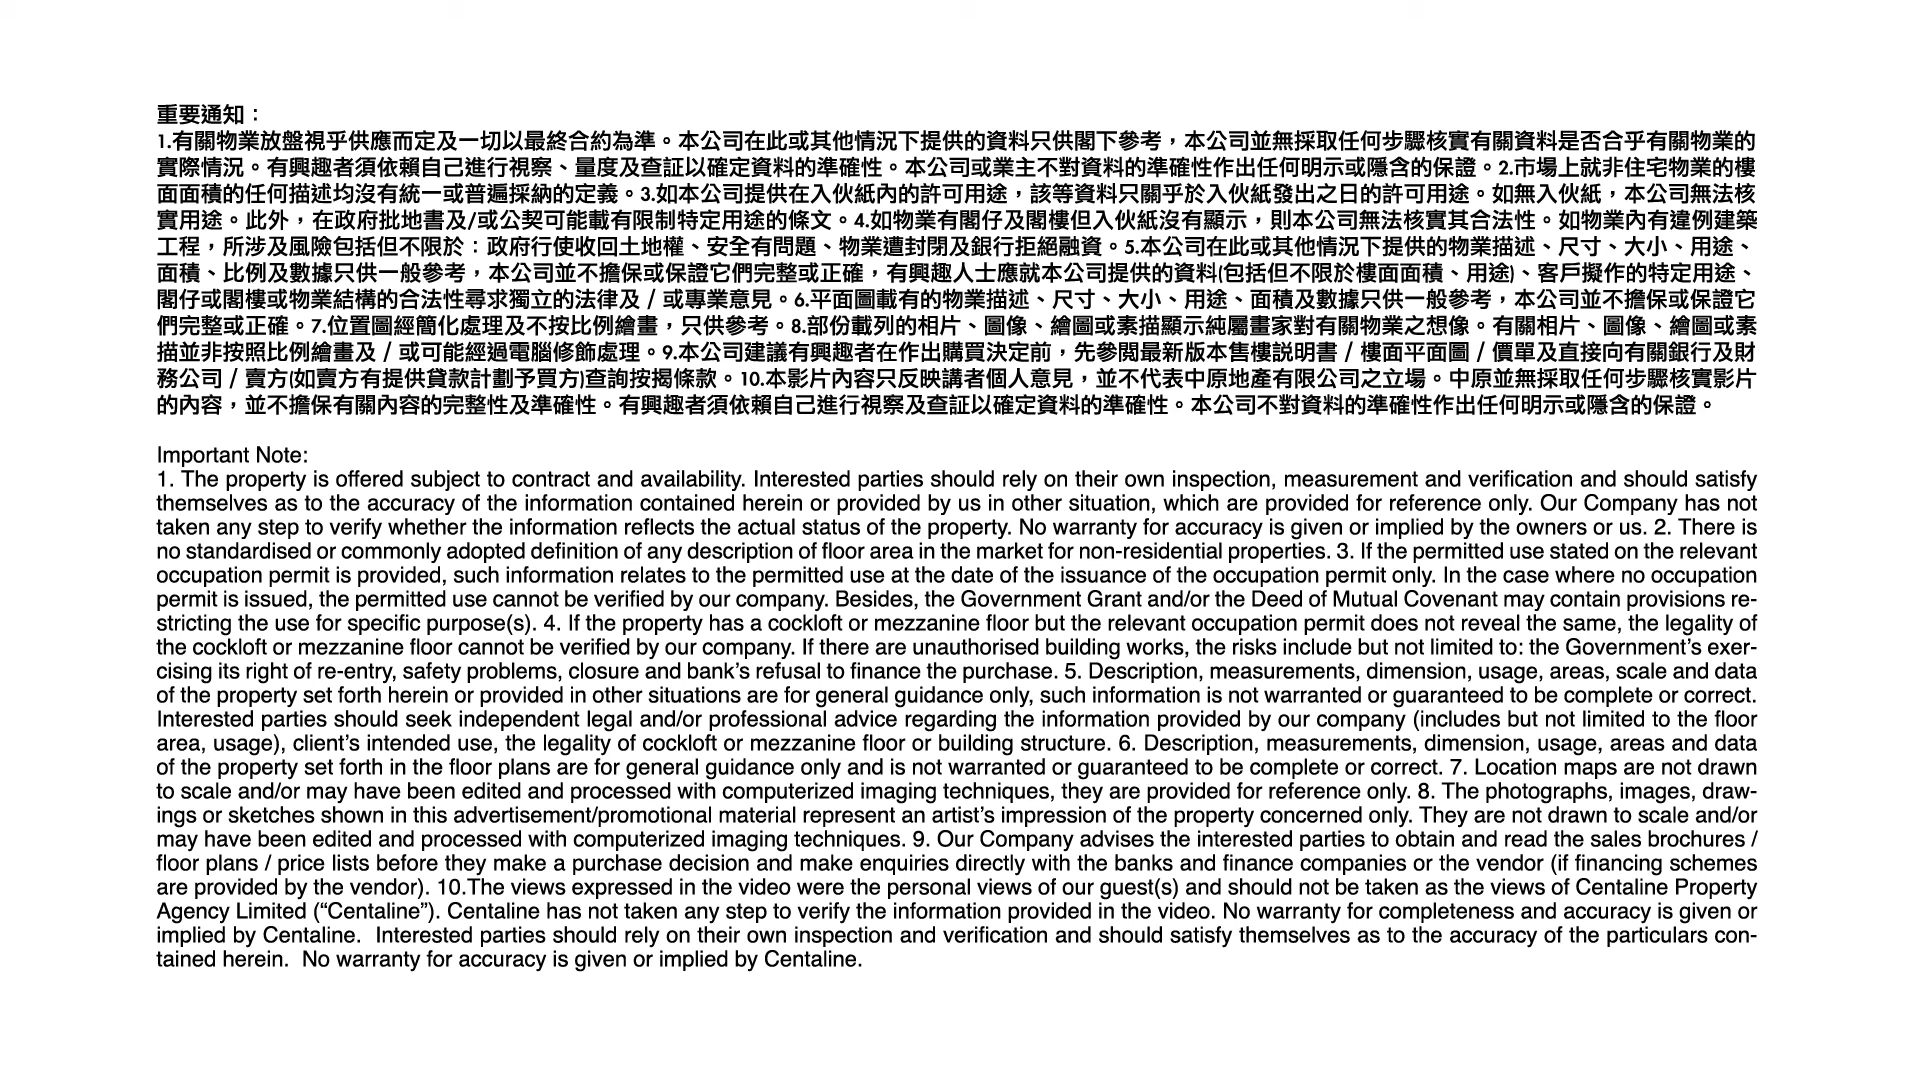 重要通知：
1.有關物業放盤視乎供應而定及一切以最終合約為準。本公司在此或其他情況下提供的資料只供閣下參考，本公司並無採取任何步驟核實有關資料是否合乎有關物業的
實際情況。有興趣者須依賴自己進行視察、量度及查証以確定資料的準確性。本公司或業主不對資料的準確性作出任何明示或隱含的保證。2.市場上就非住宅物業的樓
面面積的任何描述均沒有統一或普遍採納的定義。3.如本公司提供在入伙紙內的許可用途，該等資料只關乎於入伙紙發出之日的許可用途。如無入伙紙，本公司無法核
實用途。此外，在政府批地書及/或公契可能載有限制特定用途的條文。4.如物業有閣仔及閣樓但入伙紙沒有顯示，則本公司無法核實其合法性。如物業內有違例建築
工程，所涉及風險包括但不限於：政府行使收回土地權、安全有問題、物業遭封閉及銀行拒絕融資。5.本公司在此或其他情況下提供的物業描述、尺寸、大小、用途、
面積、比例及數據只供一般參考，本公司並不擔保或保證它們完整或正確，有興趣人士應就本公司提供的資料(包括但不限於樓面面積、用途)、客戶擬作的特定用途、
閣仔或閣樓或物業結構的合法性尋求獨立的法律及 / 或專業意見。6.平面圖載有的物業描述、尺寸、大小、用途、面積及數據只供一般參考，本公司並不擔保或保證它
們完整或正確。7.位置圖經簡化處理及不按比例繪畫，只供參考。8.部份載列的相片、圖像、繪圖或素描顯示純屬畫家對有關物業之想像。有關相片、圖像、繪圖或素
描並非按照比例繪畫及 / 或可能經過電腦修飾處理。9.本公司建議有興趣者在作出購買決定前，先參閱最新版本售樓説明書 / 樓面平面圖 / 價單及直接向有關銀行及財
務公司 / 賣方(如賣方有提供貸款計劃予買方)查詢按揭條款。10.本影片內容只反映講者個人意見，並不代表中原地產有限公司之立場。中原並無採取任何步驟核實影片
的內容，並不擔保有關內容的完整性及準確性。有興趣者須依賴自己進行視察及查証以確定資料的準確性。本公司不對資料的準確性作出任何明示或隱含的保證。
Important Note:
1. The property is offered subject to contract and availability. Interested parties should rely on their own inspection, measurement and verification and should satisfy
themselves as to the accuracy of the information contained herein or provided by us in other situation, which are provided for reference only. Our Company has not
taken any step to verify whether the information reflects the actual status of the property. No warranty for accuracy is given or implied by the owners or us. 2. There is
no standardised or commonly adopted definition of any description of floor area in the market for non-residential properties. 3. If the permitted use stated on the relevant
occupation permit is provided, such information relates to the permitted use at the date of the issuance of the occupation permit only. In the case where no occupation
permit is issued, the permitted use cannot be verified by our company. Besides, the Government Grant and/or the Deed of Mutual Covenant may contain provisions re-
stricting the use for specific purpose(s). 4. If the property has a cockloft or mezzanine floor but the relevant occupation permit does not reveal the same, the legality of
the cockloft or mezzanine floor cannot be verified by our company. If there are unauthorised building works, the risks include but not limited to: the Government’s exer-
cising its right of re-entry, safety problems, closure and bank’s refusal to finance the purchase. 5. Description, measurements, dimension, usage, areas, scale and data
of the property set forth herein or provided in other situations are for general guidance only, such information is not warranted or guaranteed to be complete or correct.
Interested parties should seek independent legal and/or professional advice regarding the information provided by our company (includes but not limited to the floor
area, usage), client’s intended use, the legality of cockloft or mezzanine floor or building structure. 6. Description, measurements, dimension, usage, areas and data
of the property set forth in the floor plans are for general guidance only and is not warranted or guaranteed to be complete or correct. 7. Location maps are not drawn
to scale and/or may have been edited and processed with computerized imaging techniques, they are provided for reference only. 8. The photographs, images, draw-
ings or sketches shown in this advertisement/promotional material represent an artist’s impression of the property concerned only. They are not drawn to scale and/or
may have been edited and processed with computerized imaging techniques. 9. Our Company advises the interested parties to obtain and read the sales brochures /
floor plans / price lists before they make a purchase decision and make enquiries directly with the banks and finance companies or the vendor (if financing schemes
are provided by the vendor). 10.The views expressed in the video were the personal views of our guest(s) and should not be taken as the views of Centaline Property
Agency Limited (“Centaline”). Centaline has not taken any step to verify the information provided in the video. No warranty for completeness and accuracy is given or
implied by Centaline.  Interested parties should rely on their own inspection and verification and should satisfy themselves as to the accuracy of the particulars con-
tained herein.  No warranty for accuracy is given or implied by Centaline.